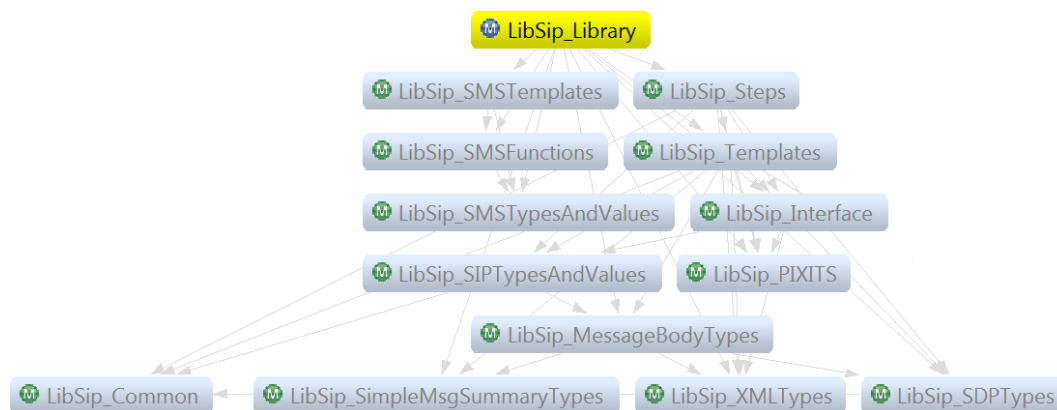 M LibSip_Library
M LibSip_SMSTemplates
M LibSip_Steps
M LibSip_SMSFunctions
M LibSip_Templates
M LibSip_SMSTypesAndValues
M LibSip_Interface
M LibSip_SIPTypesAndValues
M LibSip_PIXITS
M LibSip_MessageBodyTypes
M LibSip_Common
M LibSip_SimpleMsgSummaryTypes
M LibSip_XMLTypes
M LibSip_SDPTypes